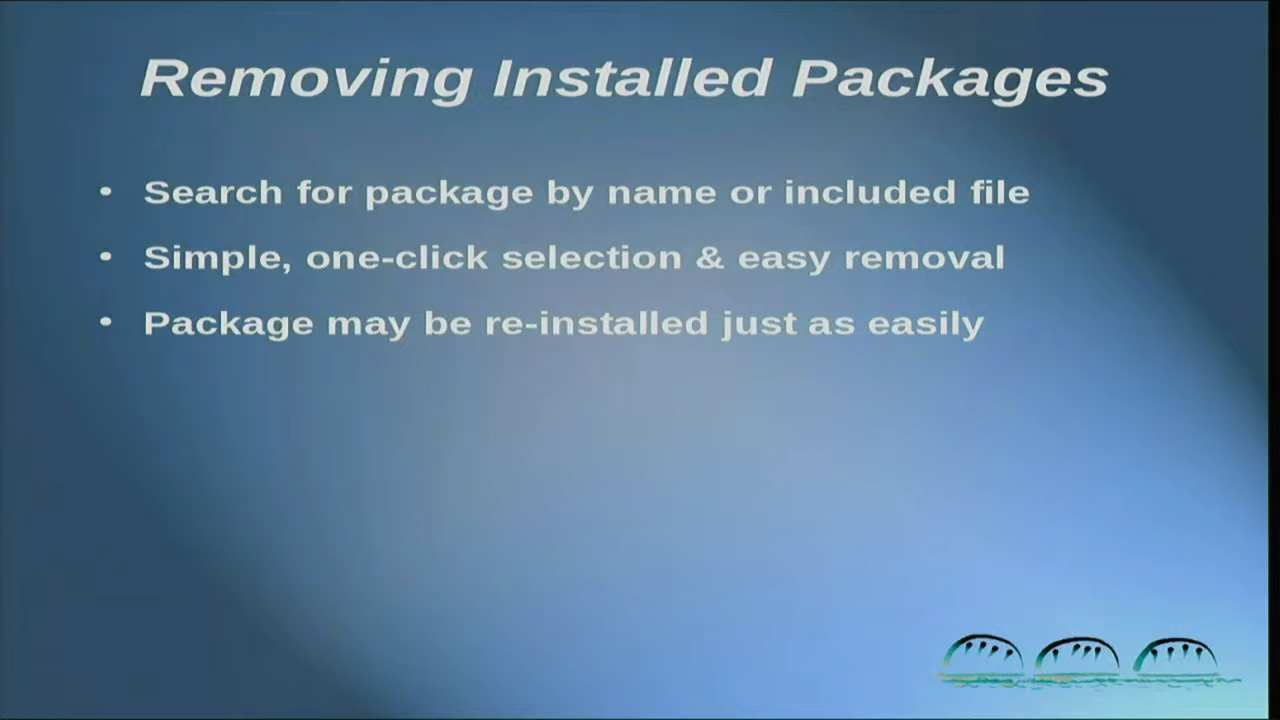 Removing Installed Packages
• Search for package by name or included file
• Simple, one-click selection & easy removal
• Package may be re-installed just as easily